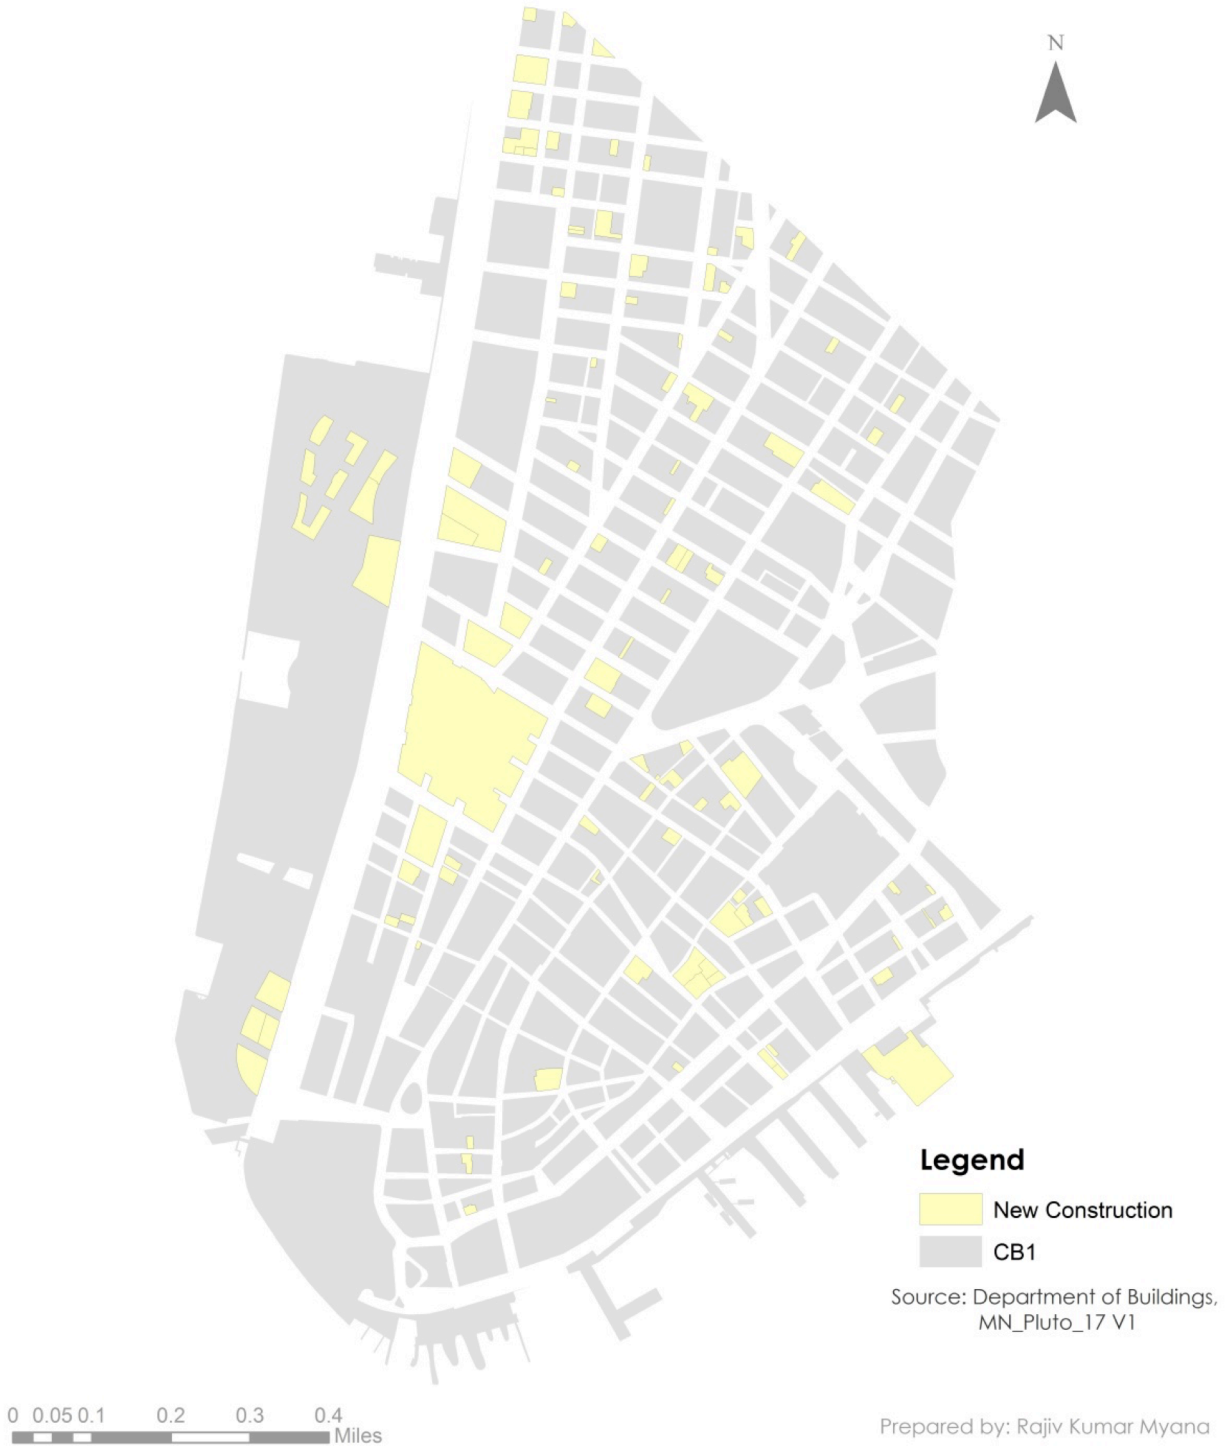 N
Legend
New Construction
CB1
Source: Department of Buildings,
MN_Pluto_17 V1
0 0.05 0.1 0.2 0.3 0.4
Miles
Prepared by: Rajiv Kumar Myana